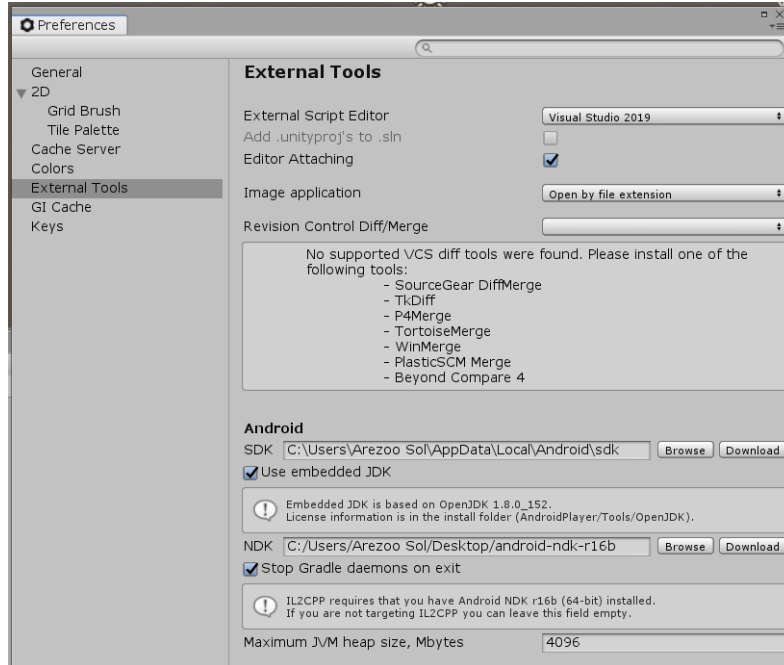 Preferences
General
2D
Grid Brush
Tile Palette
Cache Server
Colors
External Tools
GI Cache
Keys
External Tools
External Script Editor Visual Studio 2019
Add .unityproj's to .sln
Editor Attaching
Image application Open by file extension
Revision Control Diff/Merge
No supported VCS diff tools were found. Please install one of the
following tools:
- SourceGear DiffMerge
- TkDiff
- P4Merge
- TortoiseMerge
- WinMerge
- PlasticSCM Merge
- Beyond Compare 4
Android
SDK C:\Users\Arezoo Sol\AppData\Local\Android\sdk Browse Download
Use embedded JDK
Embedded JDK is based on OpenJDK 1.8.0_152.
License information is in the install folder (AndroidPlayer/Tools/OpenJDK).
NDK C:/Users/Arezoo Sol/Desktop/android-ndk-r16b Browse Download
Stop Gradle daemons on exit
IL2CPP requires that you have Android NDK r16b (64-bit) installed.
If you are not targeting IL2CPP you can leave this field empty.
Maximum JVM heap size, Mbytes 4096